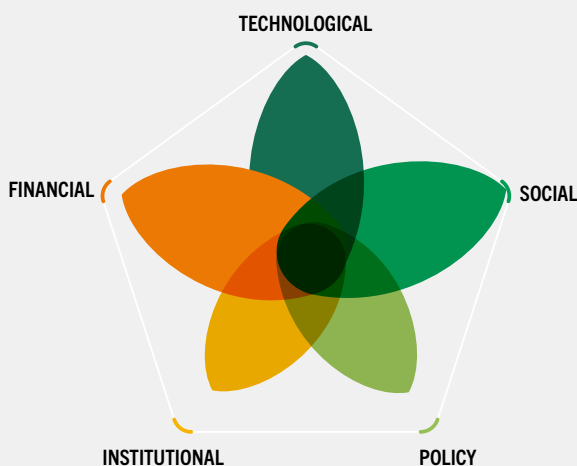 TECHNOLOGICAL
FINANCIAL
SOCIAL
INSTITUTIONAL
POLICY